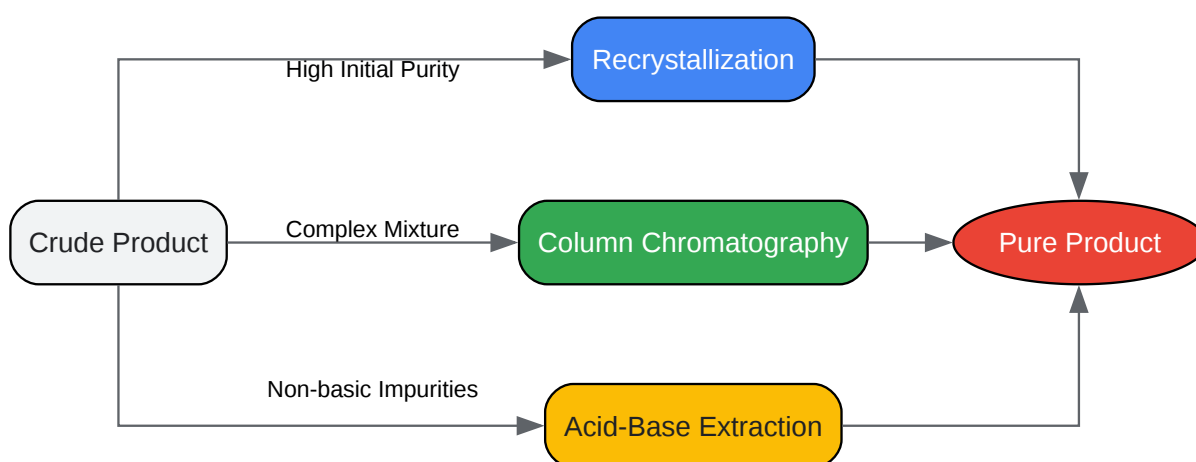 Recrystallization
High Initial Purity
Complex Mixture
Crude Product
Column Chromatography
Pure Product
Non-basic Impurities
Acid-Base Extraction